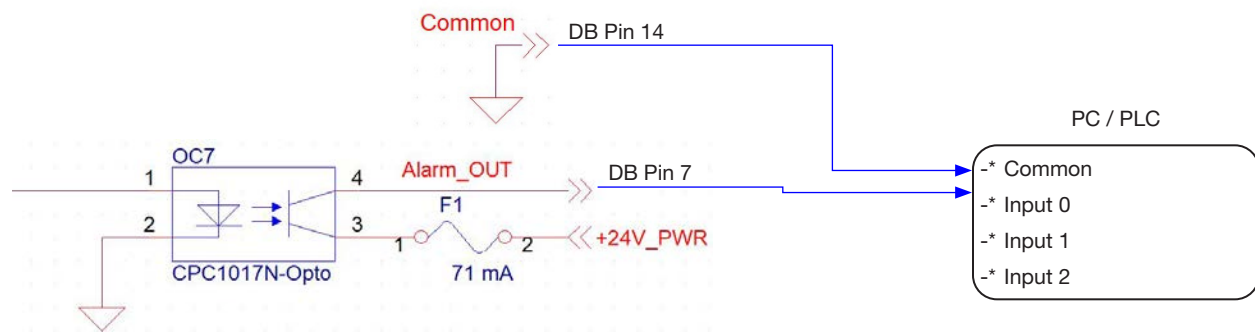 Common
DB Pin 14
PC / PLC
OC7
1
4
Alarm_OUT
DB Pin 7
-* Common
-* Input 0
-* Input 1
-* Input 2
2
3
F1
1
2
+24V_PWR
CPC1017N-Opto
71 mA